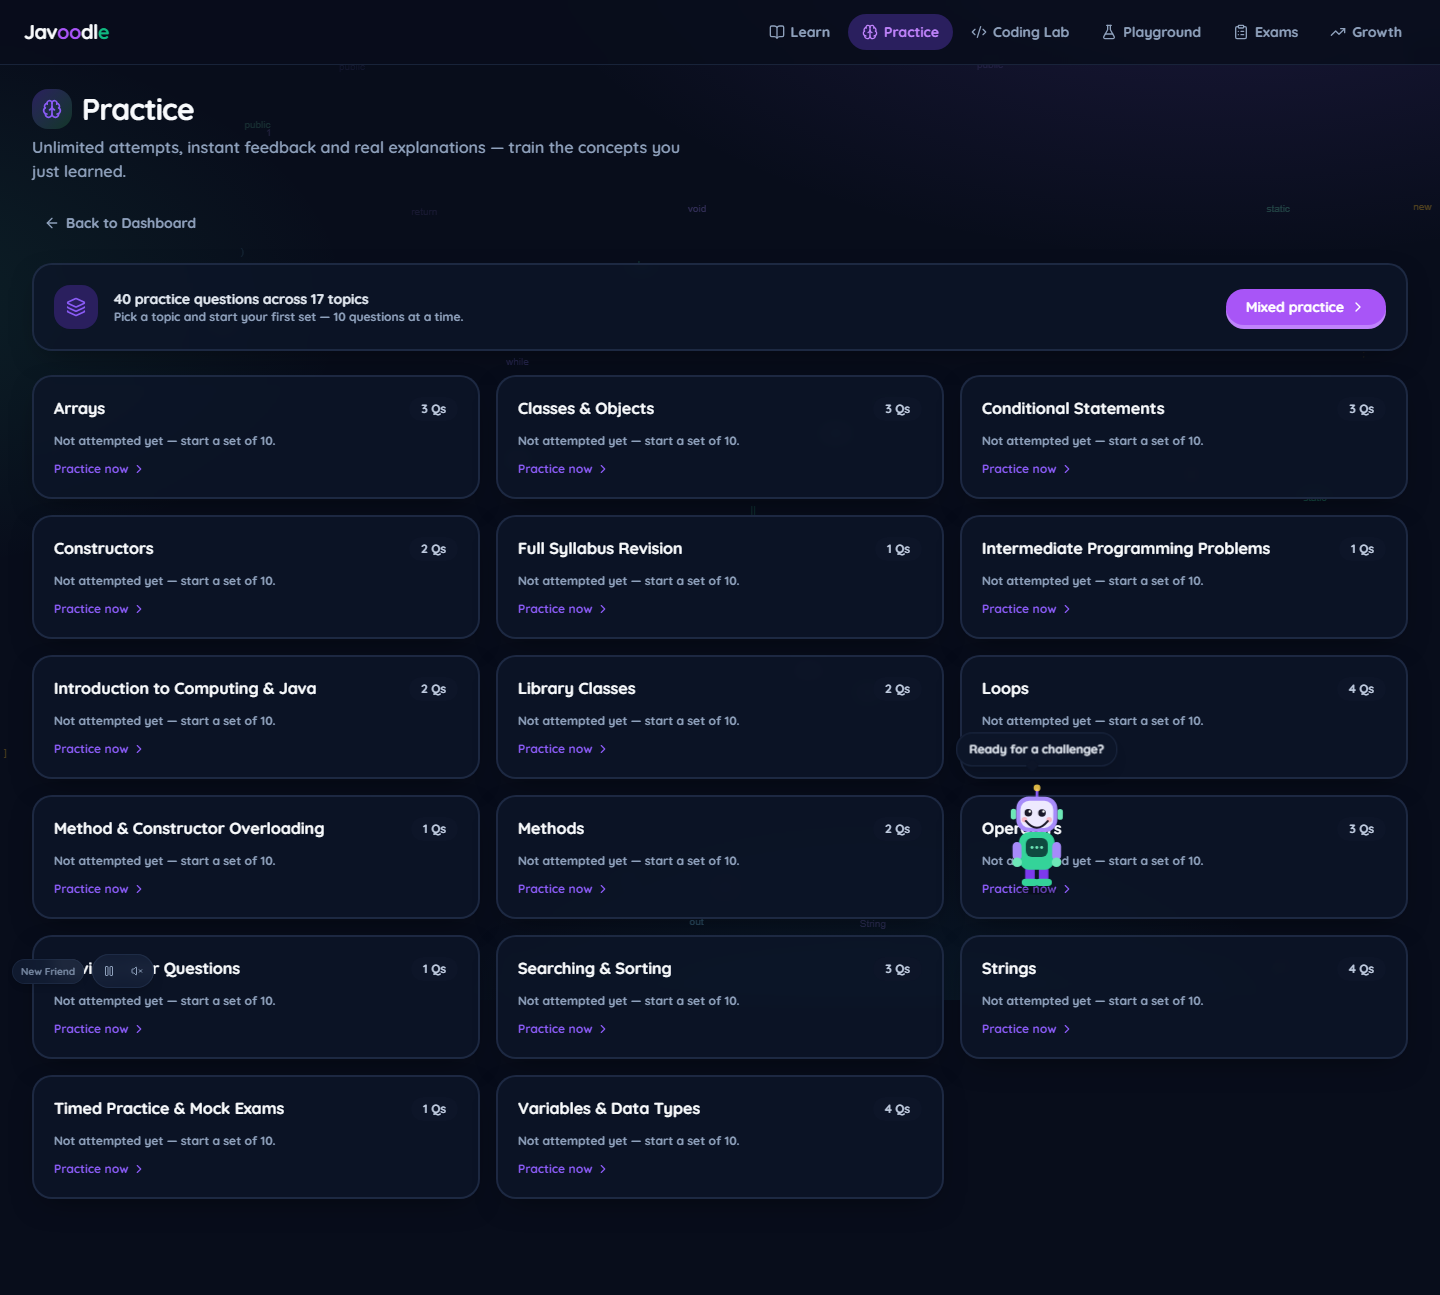 Javoodle
Learn
Practice
Coding Lab
Playground
Exams
Growth
Practice
Unlimited attempts, instant feedback and real explanations — train the concepts you
just learned.
public
return
void
static
new
Back to Dashboard
40 practice questions across 17 topics
Pick a topic and start your first set — 10 questions at a time.
Mixed practice
while
Arrays
3 Qs
Not attempted yet — start a set of 10.
Practice now
Classes & Objects
3 Qs
Not attempted yet — start a set of 10.
Practice now
Conditional Statements
3 Qs
Not attempted yet — start a set of 10.
Practice now
Constructors
2 Qs
Not attempted yet — start a set of 10.
Practice now
Full Syllabus Revision
1 Qs
Not attempted yet — start a set of 10.
Practice now
Intermediate Programming Problems
1 Qs
Not attempted yet — start a set of 10.
Practice now
Introduction to Computing & Java
2 Qs
Not attempted yet — start a set of 10.
Practice now
Library Classes
2 Qs
Not attempted yet — start a set of 10.
Practice now
Loops
4 Qs
Not attempted yet — start a set of 10.
Ready for a challenge?
Method & Constructor Overloading
1 Qs
Not attempted yet — start a set of 10.
Practice now
Methods
2 Qs
Not attempted yet — start a set of 10.
Practice now
3 Qs
yet — start a set of 10.
Practice now
out
String
New Friend
Questions
1 Qs
Not attempted yet — start a set of 10.
Practice now
Searching & Sorting
3 Qs
Not attempted yet — start a set of 10.
Practice now
Strings
4 Qs
Not attempted yet — start a set of 10.
Practice now
Timed Practice & Mock Exams
1 Qs
Not attempted yet — start a set of 10.
Practice now
Variables & Data Types
4 Qs
Not attempted yet — start a set of 10.
Practice now